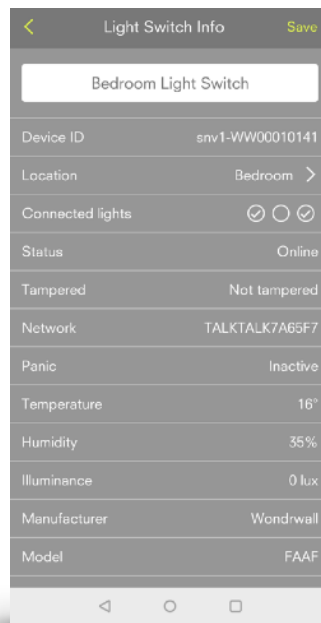 Light Switch Info Save
Bedroom Light Switch
Device ID snv1-WW00010141
Location Bedroom
Connected lights
Status Online
Tampered Not tampered
Network TALKTALK7A65F7
Panic Inactive
Temperature 16°
Humidity 35%
Illuminance 0 lux
Manufacturer Wondrwall
Model FAAF